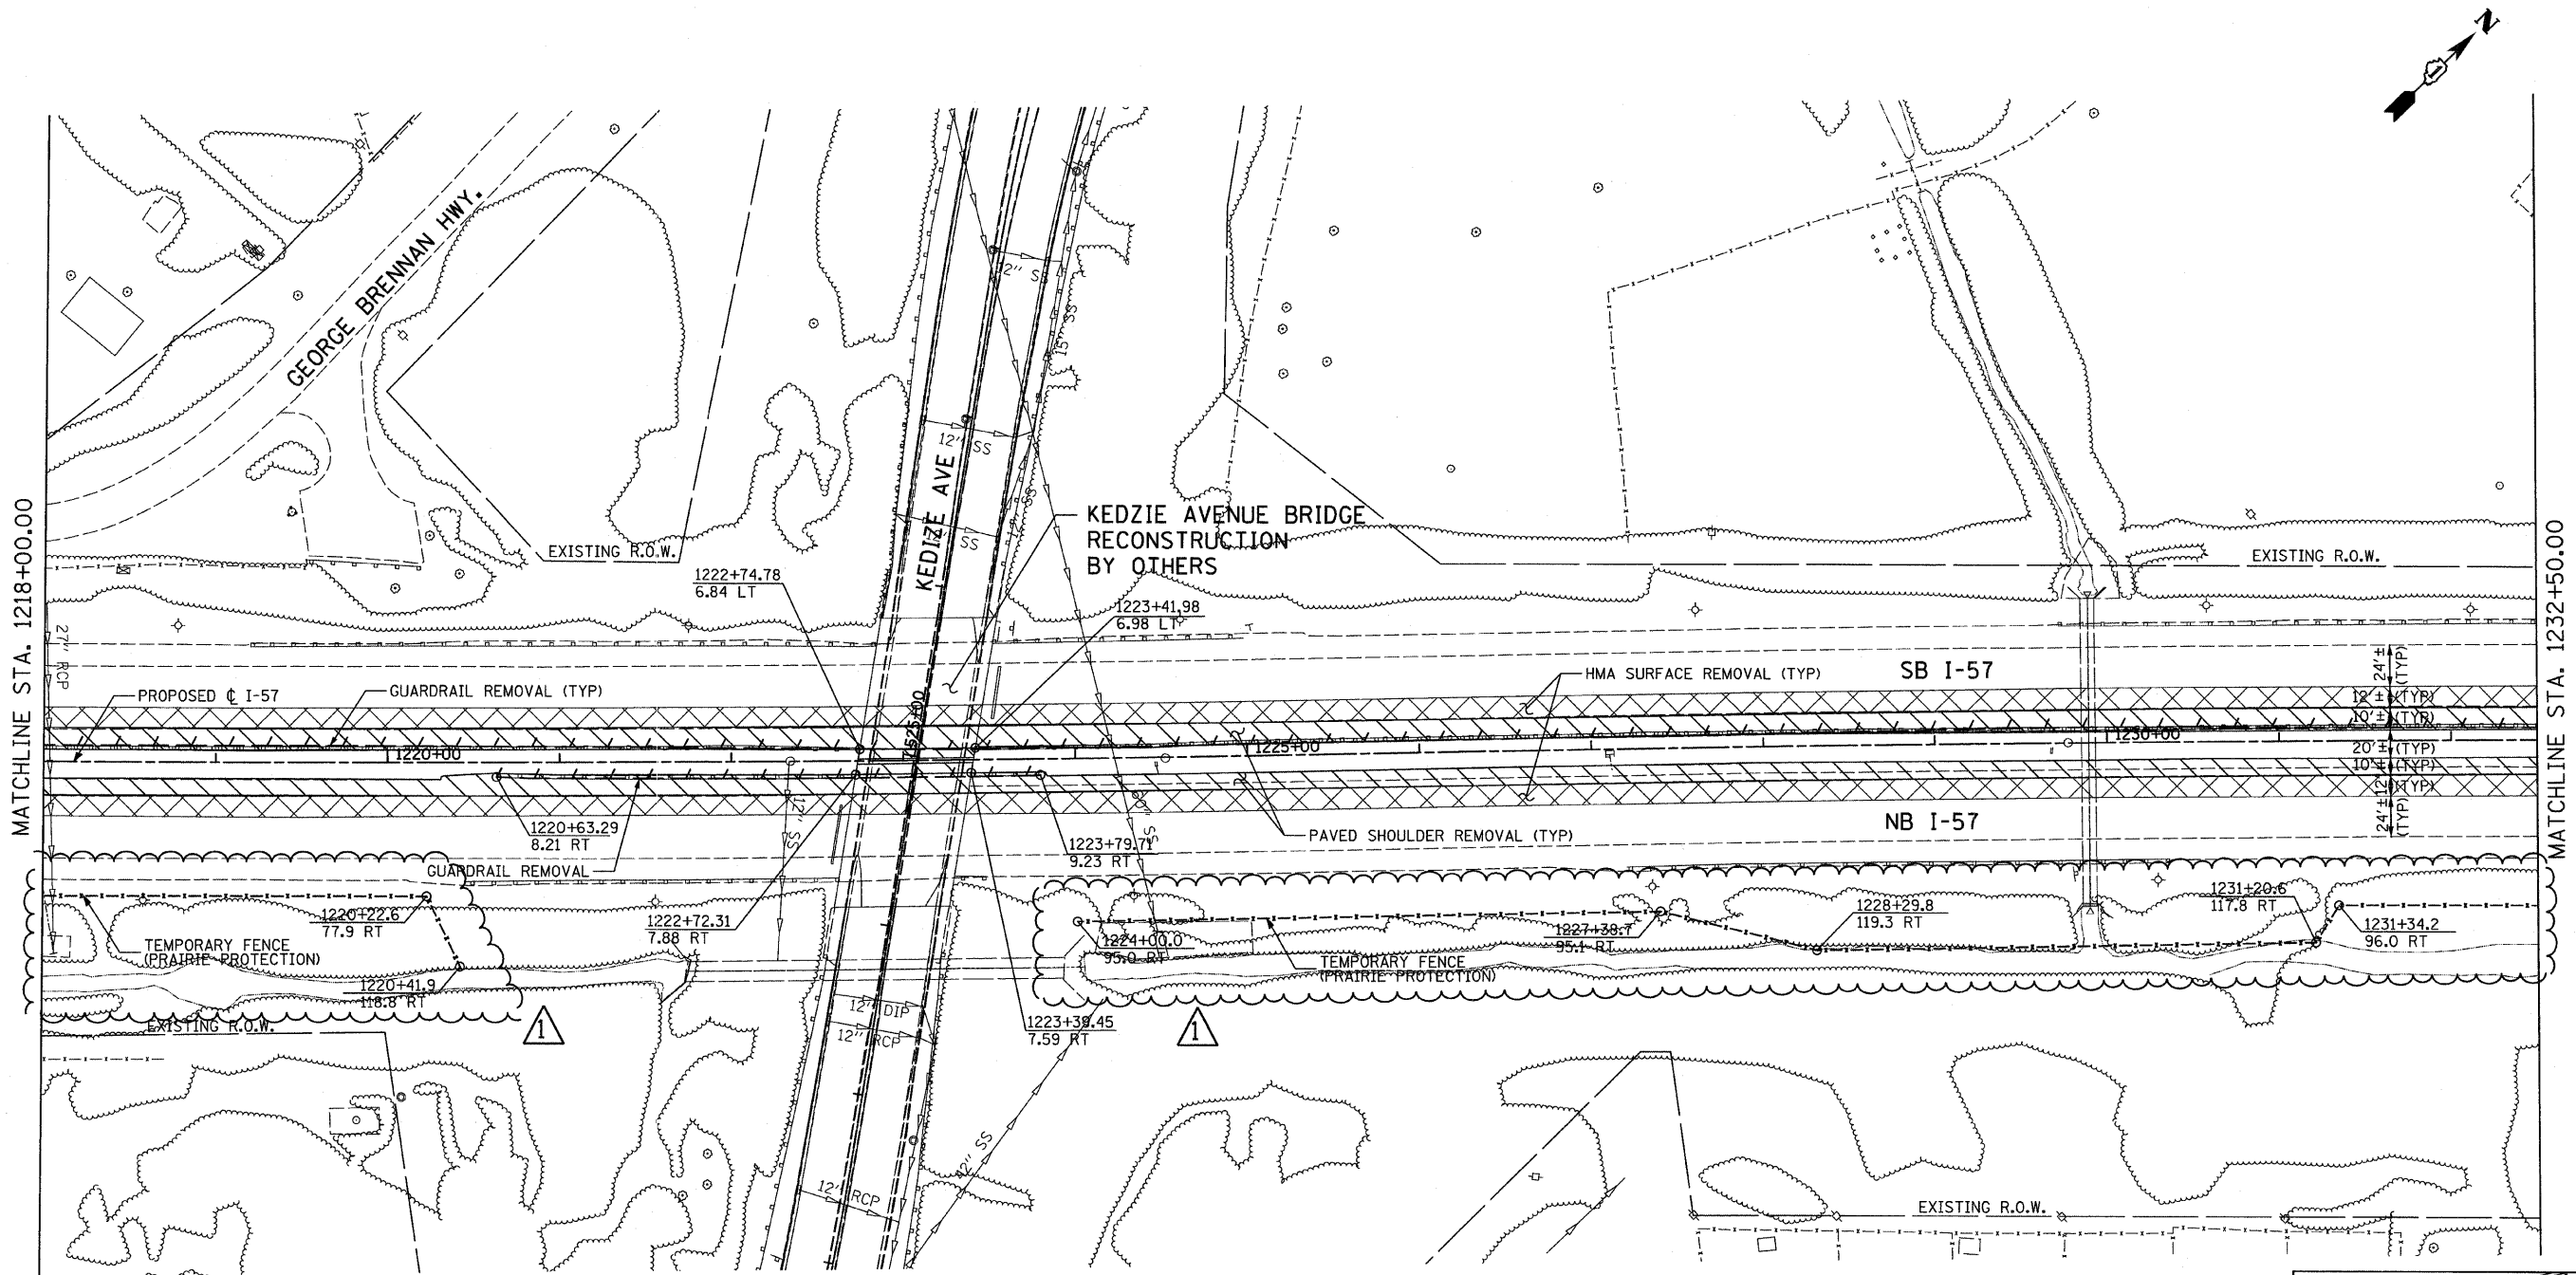 N
GEORGE BRENNAN HWY.
12" SS
15" SS
12" SS
KEDIZE AVE
SS
KEDZIE AVENUE BRIDGE
RECONSTRUCTION
BY OTHERS
EXISTING R.O.W.
EXISTING R.O.W.
MATCHLINE STA. 1218+00.00
MATCHLINE STA. 1232+50.00
1222+74.78
6.84 LT
1223+41.98
6.98 LT
27" RCP
PROPOSED ℄ I-57
GUARDRAIL REMOVAL (TYP)
HMA SURFACE REMOVAL (TYP)
SB I-57
24'± (TYP)
12'± (TYP)
10'± (TYP)
1220+00
1225+00
1230+00
20'± (TYP)
10'± (TYP)
12'± (TYP)
24'± (TYP)
12" SS
1220+63.29
8.21 RT
GUARDRAIL REMOVAL
1223+79.71
9.23 RT
PAVED SHOULDER REMOVAL (TYP)
NB I-57
1220+22.6
77.9 RT
1222+72.31
7.88 RT
TEMPORARY FENCE
(PRAIRIE PROTECTION)
1220+41.9
118.8 RT
1224+00.0
95.0 RT
1227+38.7
95.1 RT
1228+29.8
119.3 RT
1231+20.6
117.8 RT
1231+34.2
96.0 RT
TEMPORARY FENCE
(PRAIRIE PROTECTION)
EXISTING R.O.W.
1
12" DIP
12" RCP
1223+39.45
7.59 RT
1
12" RCP
42" SS
EXISTING R.O.W.